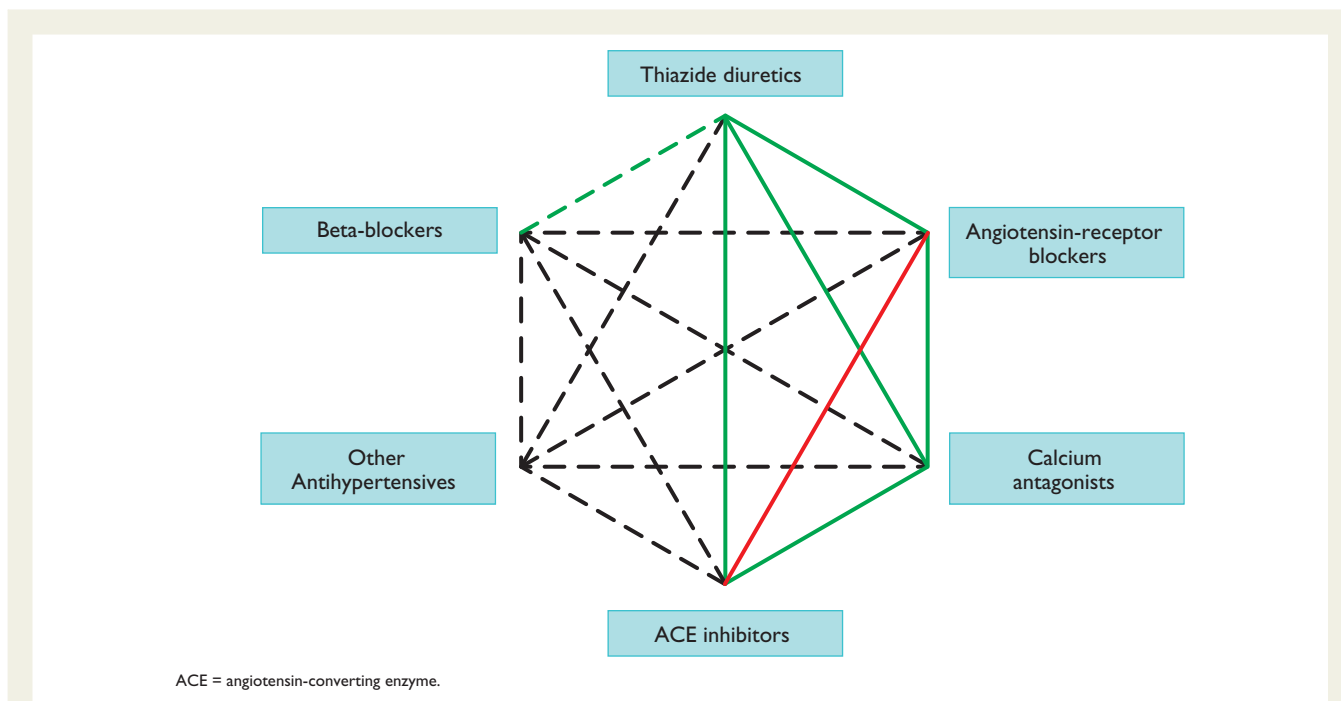 Thiazide diuretics
Beta-blockers
Angiotensin-receptor
blockers
Other
Antihypertensives
Calcium
antagonists
ACE inhibitors
ACE = angiotensin-converting enzyme.